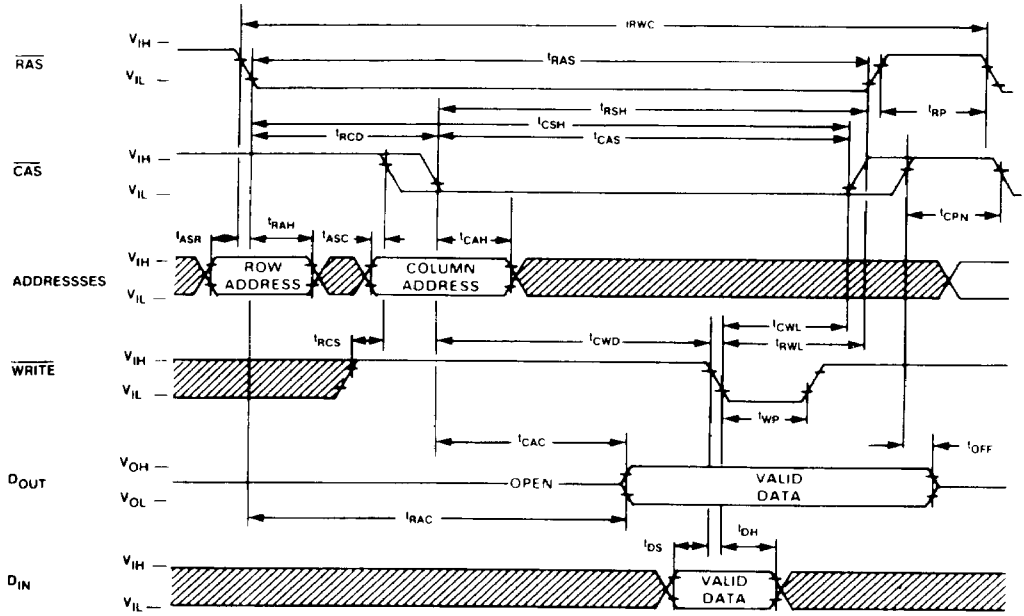 tRWC
VIH
RAS
tRAS
VIL
tRSH
tRP
tCSH
tRCD
tCAS
VIH
CAS
VIL
tCPN
tASR
tRAH
tASC
tCAH
VIH
ROW ADDRESS
COLUMN ADDRESS
ADDRESSSES
VIL
tCWL
tRCS
tCWD
tRWL
VIH
WRITE
VIL
tWP
tCAC
tOFF
VOH
DOUT
OPEN
VALID DATA
VOL
tRAC
tDS
tDH
VIH
DIN
VALID DATA
VIL